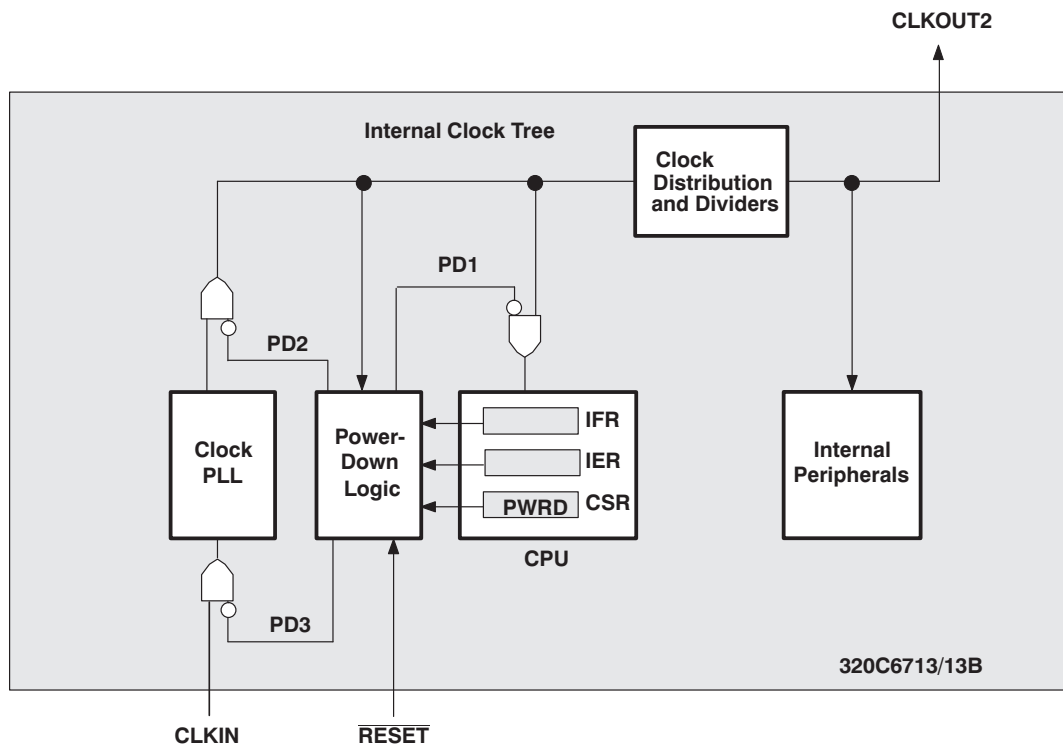 CLKOUT2
Internal Clock Tree
Clock
Distribution
and Dividers
PD1
PD2
Clock
PLL
Power-
Down
Logic
IFR
IER
PWRD
CSR
CPU
Internal
Peripherals
PD3
320C6713/13B
CLKIN
RESET